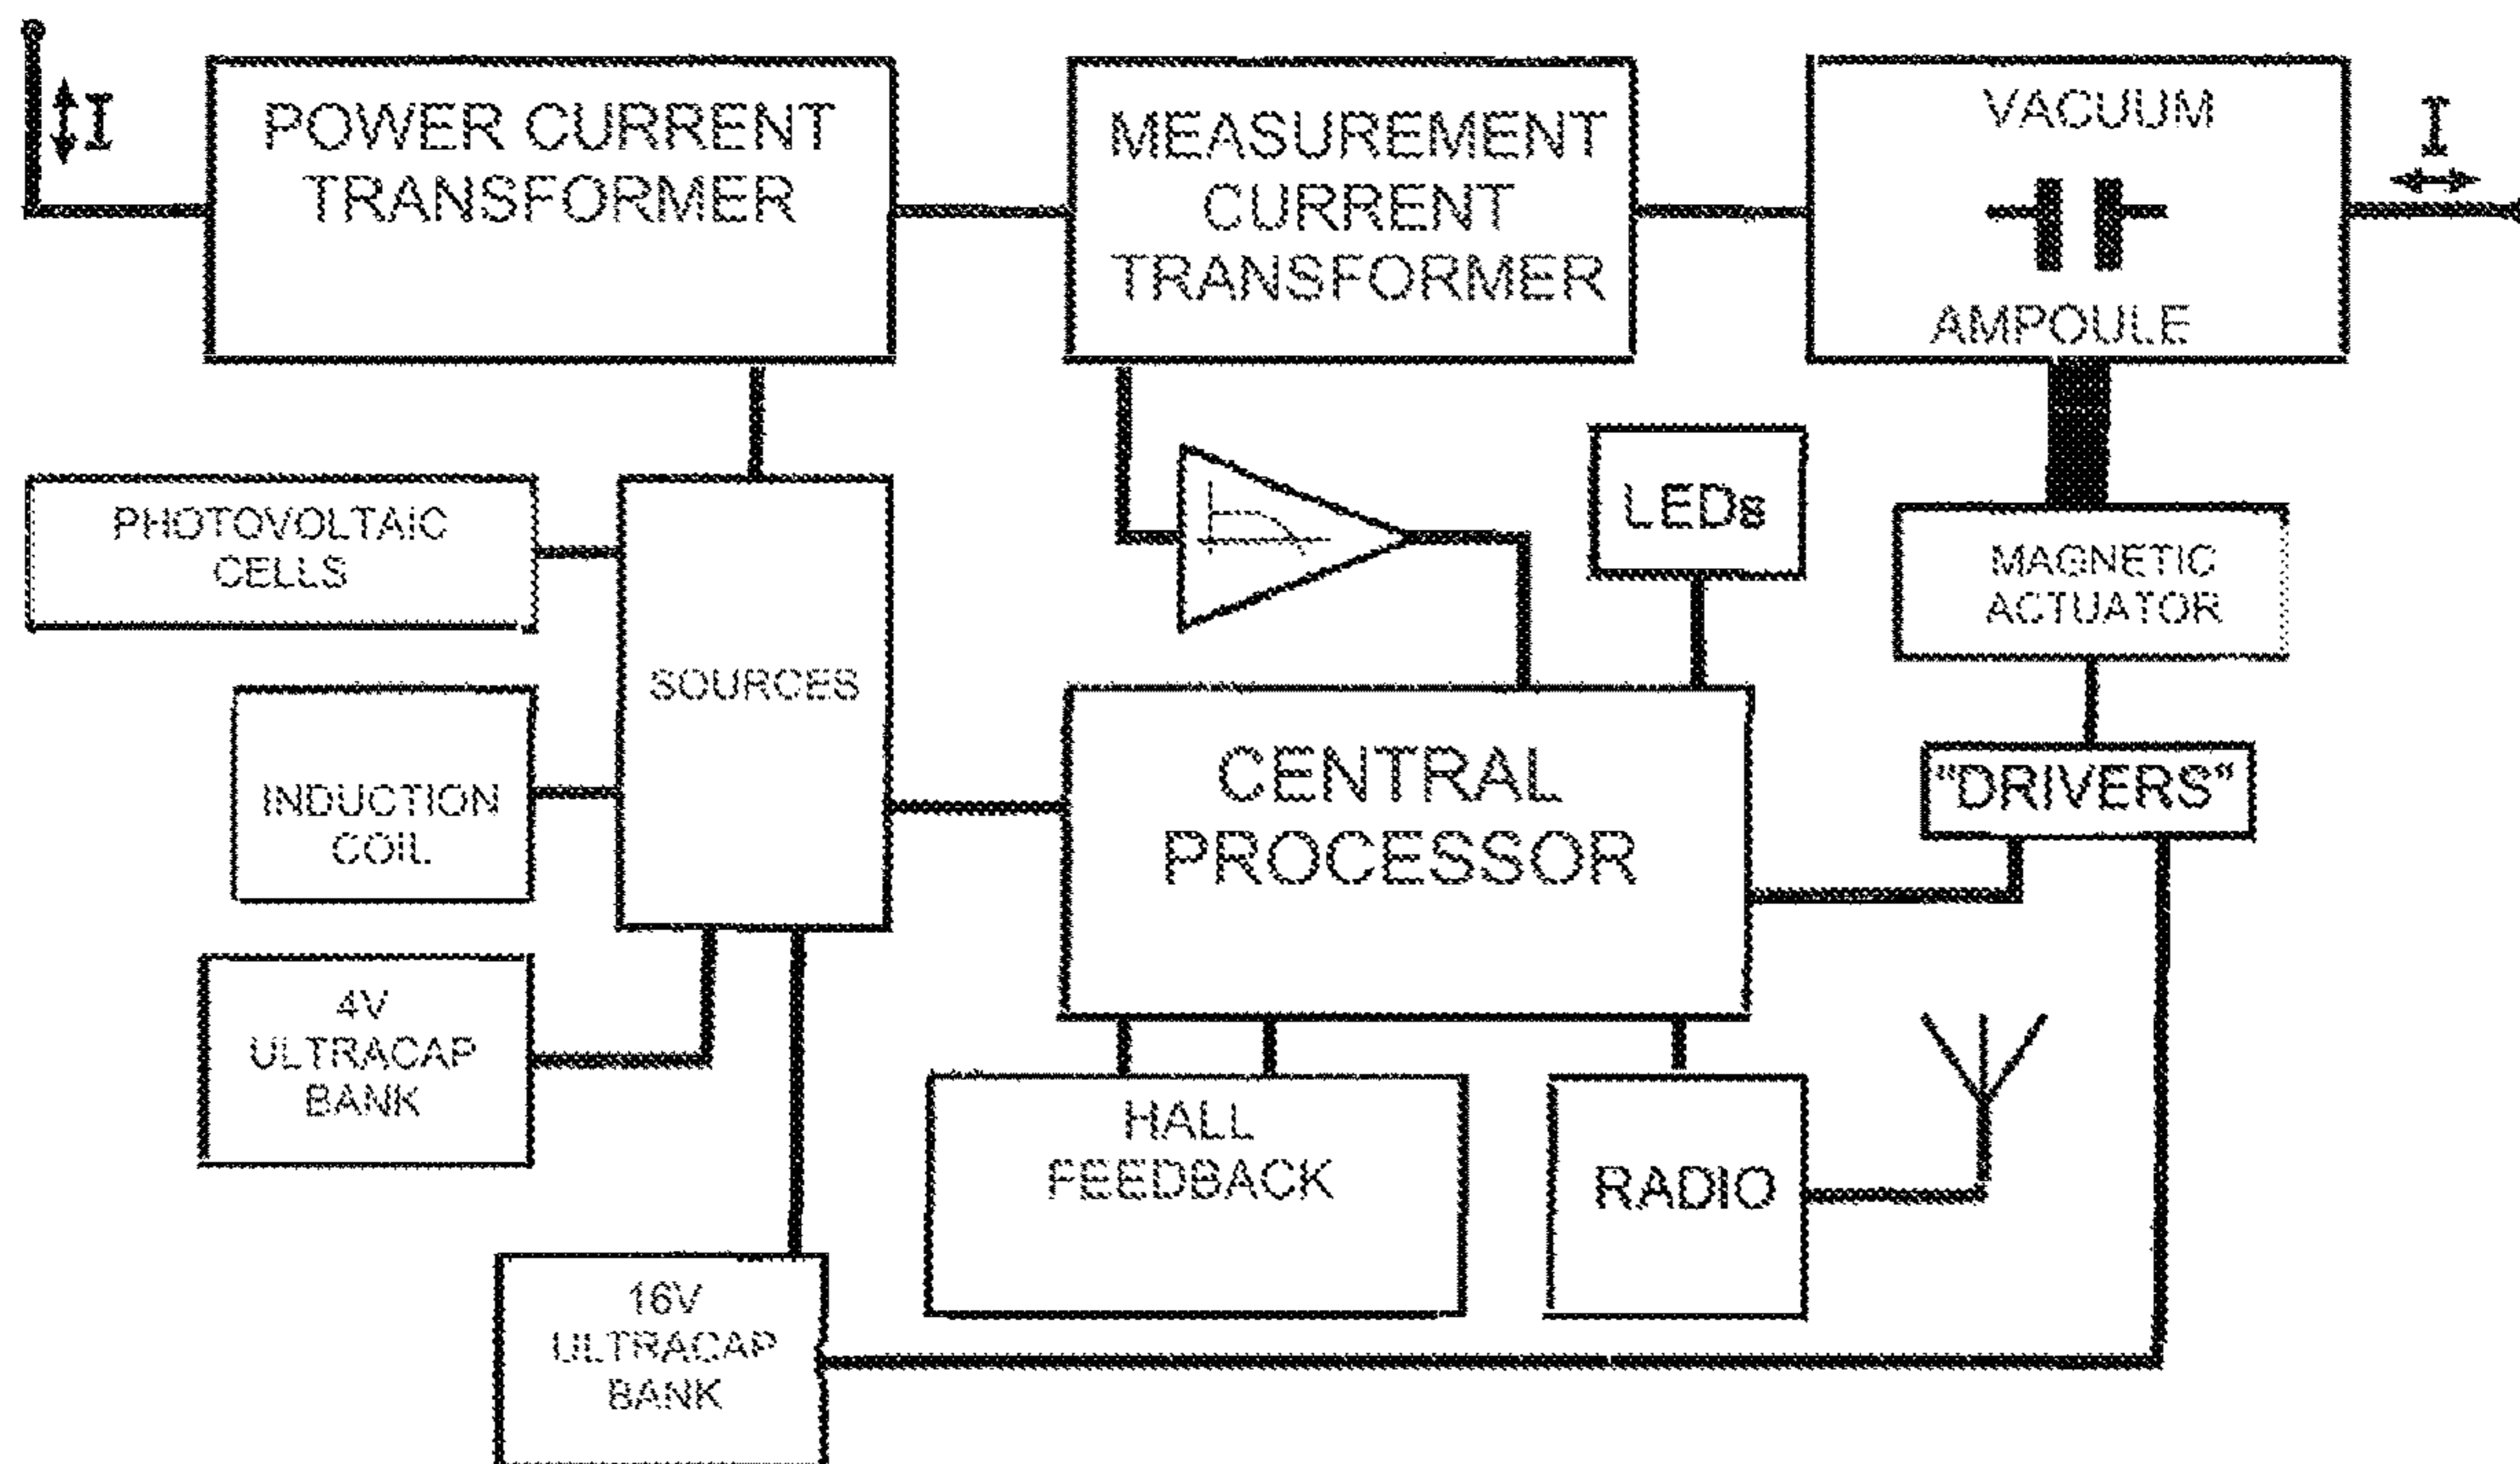 I
POWER CURRENT
TRANSFORMER
MEASUREMENT
CURRENT
TRANSFORMER
VACUUM
AMPOULE
I
PHOTOVOLTAIC
CELLS
SOURCES
LEDs
MAGNETIC
ACTUATOR
INDUCTION
COIL
CENTRAL
PROCESSOR
"DRIVERS"
4V
ULTRACAP
BANK
HALL
FEEDBACK
RADIO
16V
ULTRACAP
BANK